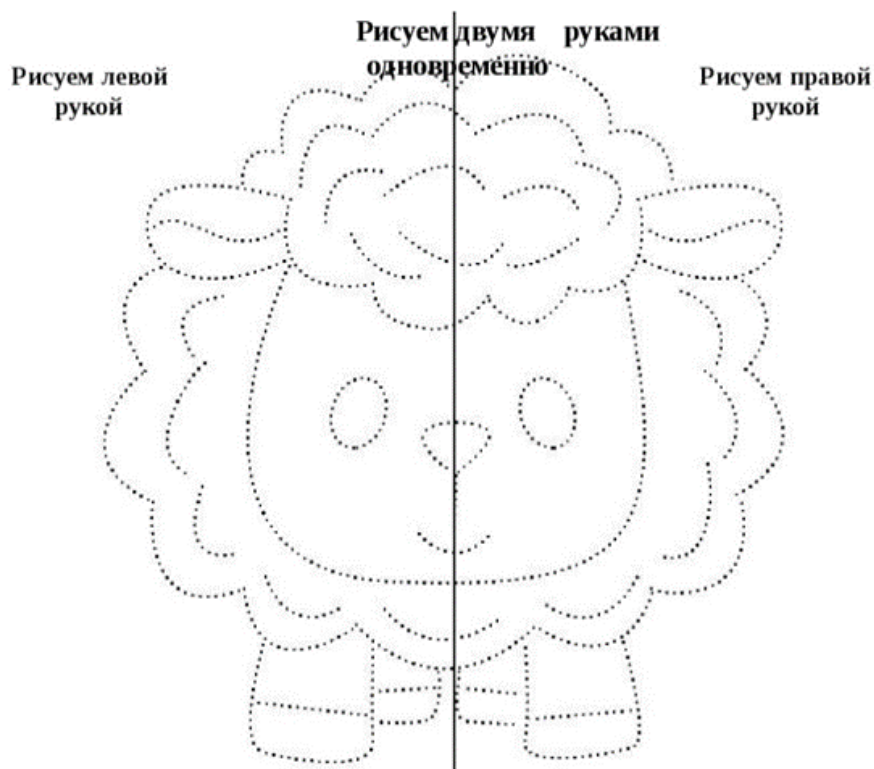 Рисуем двумя руками
одновременно
Рисуем левой
рукой
Рисуем правой
рукой